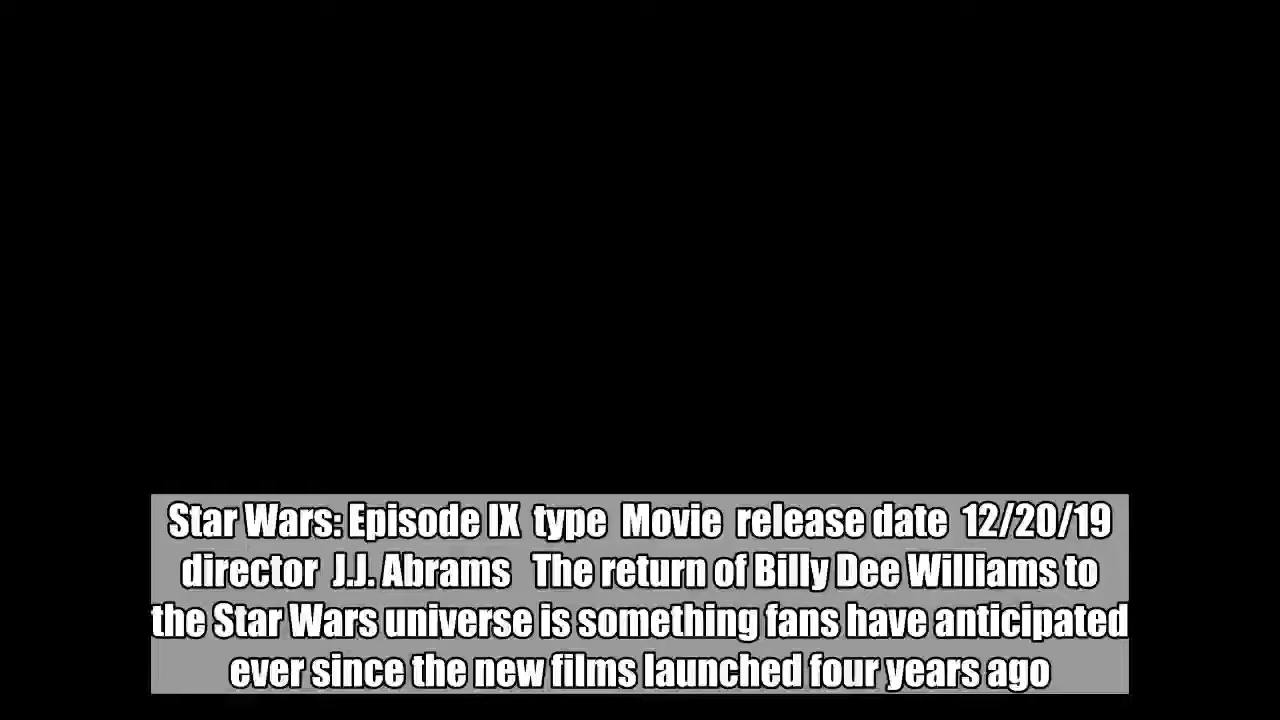 Star Wars: Episode IX type Movie release date 12/20/19
director J.J. Abrams The return of Billy Dee Williams to
the Star Wars universe is something fans have anticipated
ever since the new films launched four years ago